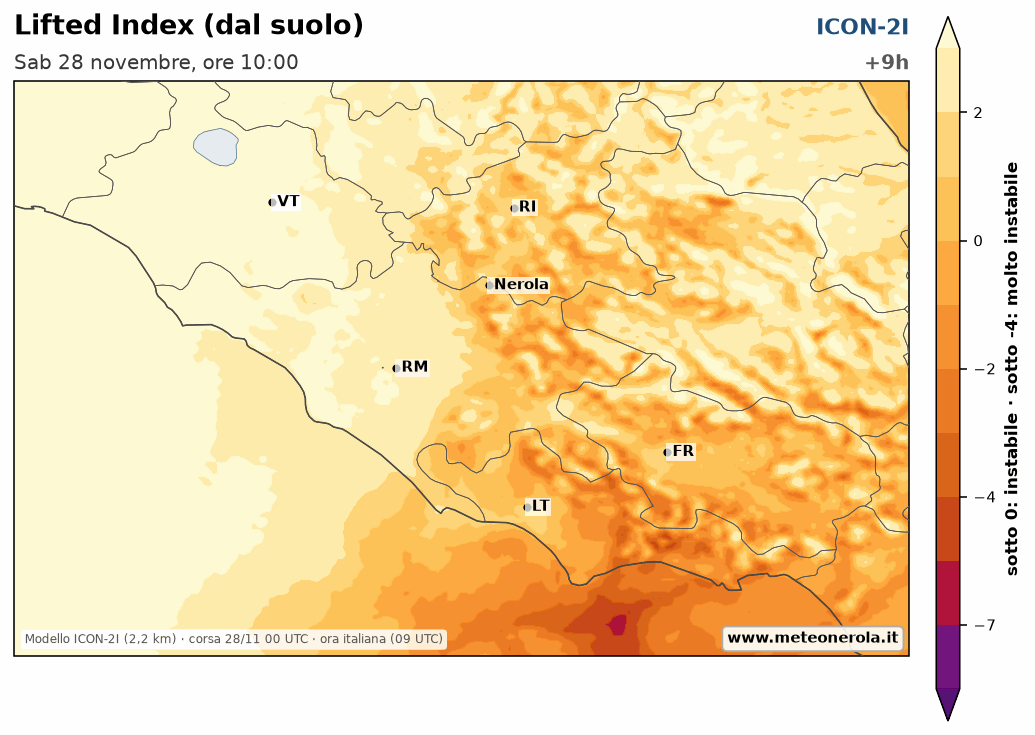 Lifted Index (dal suolo)
ICON-2I
Sab 28 novembre, ore 10:00
+9h
VT
RI
Nerola
RM
FR
LT
2
0
−2
−4
−7
sotto 0: instabile · sotto -4: molto instabile
Modello ICON-2I (2,2 km) · corsa 28/11 00 UTC · ora italiana (09 UTC)
www.meteonerola.it